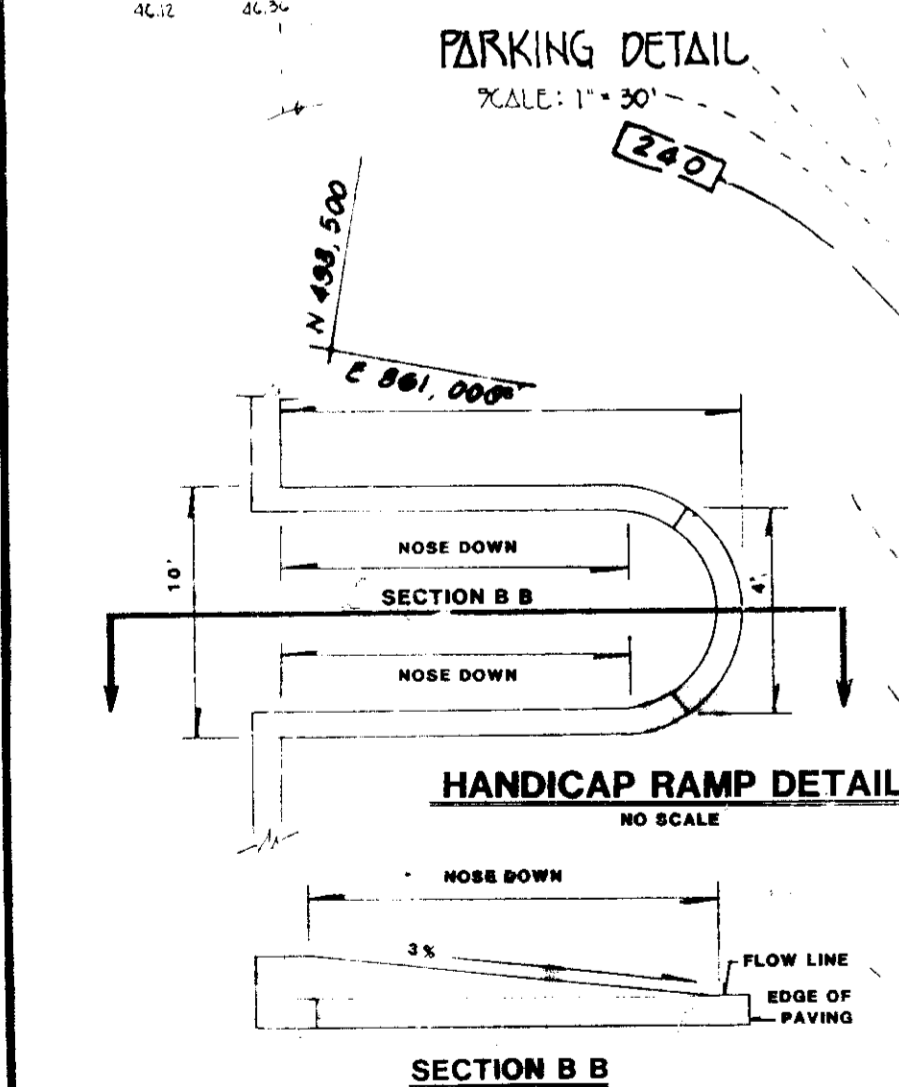 46.12 46.36
PARKING DETAIL
SCALE: 1" = 30'
240
N 493, 500
E 861, 000
10'
NOSE DOWN
SECTION B B
4'
NOSE DOWN
HANDICAP RAMP DETAIL
NO SCALE
NOSE DOWN
3%
FLOW LINE
EDGE OF
PAVING
SECTION B B